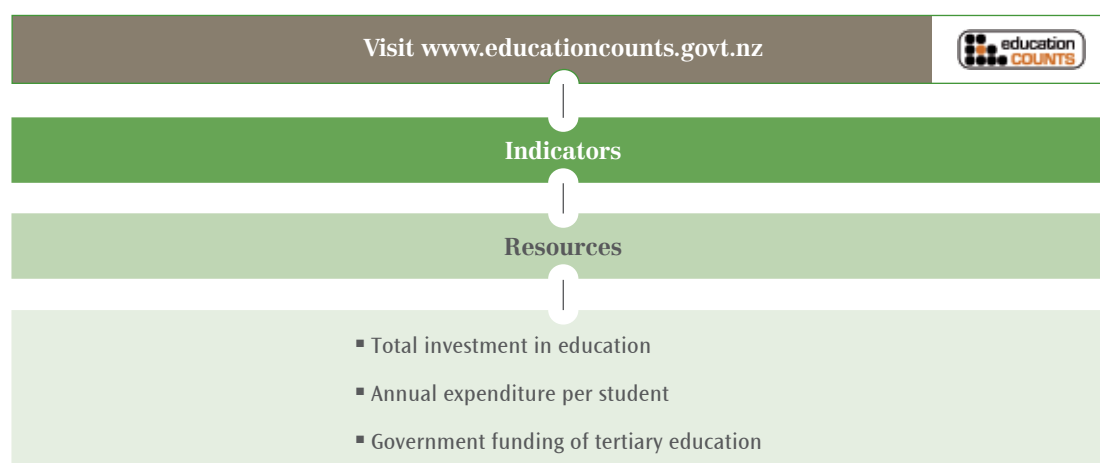 Visit www.educationcounts.govt.nz
education
COUNTS
Indicators
Resources
▪ Total investment in education
▪ Annual expenditure per student
▪ Government funding of tertiary education